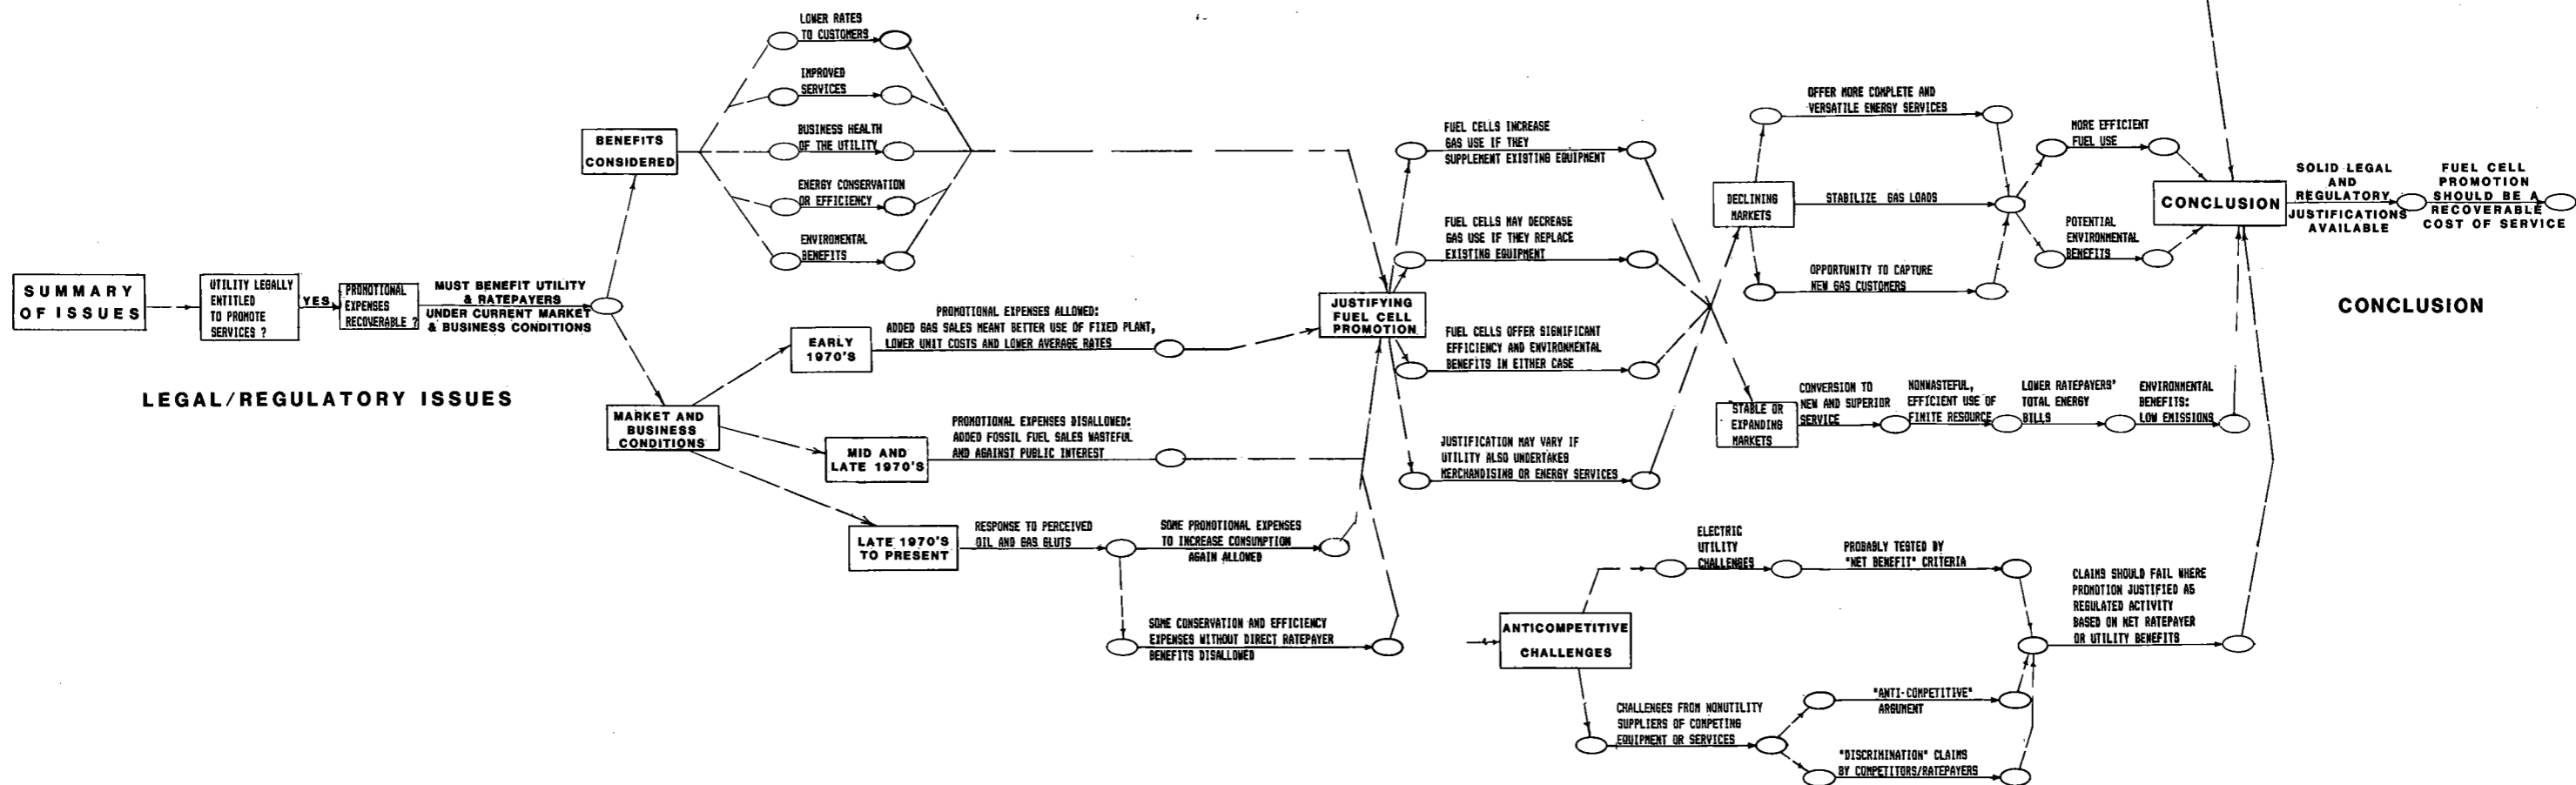 SUMMARY
OF ISSUES
UTILITY LEGALLY
ENTITLED
TO PROMOTE
SERVICES ?
YES
PROMOTIONAL
EXPENSES
RECOVERABLE ?
MUST BENEFIT UTILITY
& RATEPAYERS
UNDER CURRENT MARKET
& BUSINESS CONDITIONS
LEGAL/REGULATORY ISSUES
BENEFITS
CONSIDERED
LOWER RATES
TO CUSTOMERS
IMPROVED
SERVICES
BUSINESS HEALTH
OF THE UTILITY
ENERGY CONSERVATION
OR EFFICIENCY
ENVIROMENTAL
BENEFITS
MARKET AND
BUSINESS
CONDITIONS
EARLY
1970'S
PROMOTIONAL EXPENSES ALLOWED:
ADDED GAS SALES MEANT BETTER USE OF FIXED PLANT,
LOWER UNIT COSTS AND LOWER AVERAGE RATES
MID AND
LATE 1970'S
PROMOTIONAL EXPENSES DISALLOWED:
ADDED FOSSIL FUEL SALES WASTEFUL
AND AGAINST PUBLIC INTEREST
LATE 1970'S
TO PRESENT
RESPONSE TO PERCEIVED
OIL AND GAS GLUTS
SOME PROMOTIONAL EXPENSES
TO INCREASE CONSUMPTION
AGAIN ALLOWED
SOME CONSERVATION AND EFFICIENCY
EXPENSES WITHOUT DIRECT RATEPAYER
BENEFITS DISALLOWED
JUSTIFYING
FUEL CELL
PROMOTION
FUEL CELLS INCREASE
GAS USE IF THEY
SUPPLEMENT EXISTING EQUIPMENT
FUEL CELLS MAY DECREASE
GAS USE IF THEY REPLACE
EXISTING EQUIPMENT
FUEL CELLS OFFER SIGNIFICANT
EFFICIENCY AND ENVIRONMENTAL
BENEFITS IN EITHER CASE
JUSTIFICATION MAY VARY IF
UTILITY ALSO UNDERTAKES
MERCHANDISING OR ENERGY SERVICES
DECLINING
MARKETS
OFFER MORE COMPLETE AND
VERSATILE ENERGY SERVICES
STABILIZE GAS LOADS
OPPORTUNITY TO CAPTURE
NEW GAS CUSTOMERS
MORE EFFICIENT
FUEL USE
POTENTIAL
ENVIRONMENTAL
BENEFITS
STABLE OR
EXPANDING
MARKETS
CONVERSION TO
NEW AND SUPERIOR
SERVICE
NONWASTEFUL,
EFFICIENT USE OF
FINITE RESOURCE
LOWER RATEPAYERS'
TOTAL ENERGY
BILLS
ENVIRONMENTAL
BENEFITS:
LOW EMISSIONS
CONCLUSION
SOLID LEGAL
AND
REGULATORY
JUSTIFICATIONS
AVAILABLE
FUEL CELL
PROMOTION
SHOULD BE A
RECOVERABLE
COST OF SERVICE
CONCLUSION
ANTICOMPETITIVE
CHALLENGES
ELECTRIC
UTILITY
CHALLENGES
PROBABLY TESTED BY
"NET BENEFIT" CRITERIA
CHALLENGES FROM NONUTILITY
SUPPLIERS OF COMPETING
EQUIPMENT OR SERVICES
"ANTI-COMPETITIVE"
ARGUMENT
"DISCRIMINATION" CLAIMS
BY COMPETITORS/RATEPAYERS
CLAIMS SHOULD FAIL WHERE
PROMOTION JUSTIFIED AS
REGULATED ACTIVITY
BASED ON NET RATEPAYER
OR UTILITY BENEFITS